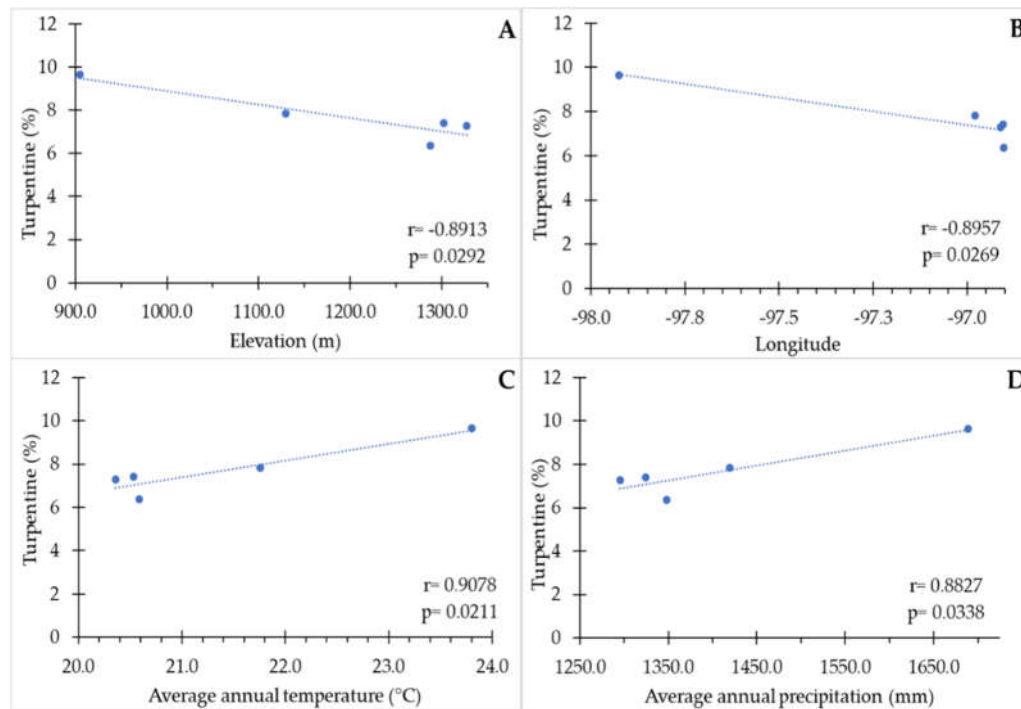 A
12
10
8
6
4
2
0
Turpentine (%)
r= -0.8913
p= 0.0292
900.0 1000.0 1100.0 1200.0 1300.0
Elevation (m)
B
12
10
8
6
4
2
0
Turpentine (%)
r= -0.8957
p= 0.0269
-98.0 -97.8 -97.5 -97.3 -97.0
Longitude
C
12
10
8
6
4
2
0
Turpentine (%)
r= 0.9078
p= 0.0211
20.0 21.0 22.0 23.0 24.0
Average annual temperature (°C)
D
12
10
8
6
4
2
0
Turpentine (%)
r= 0.8827
p= 0.0338
1250.0 1350.0 1450.0 1550.0 1650.0
Average annual precipitation (mm)